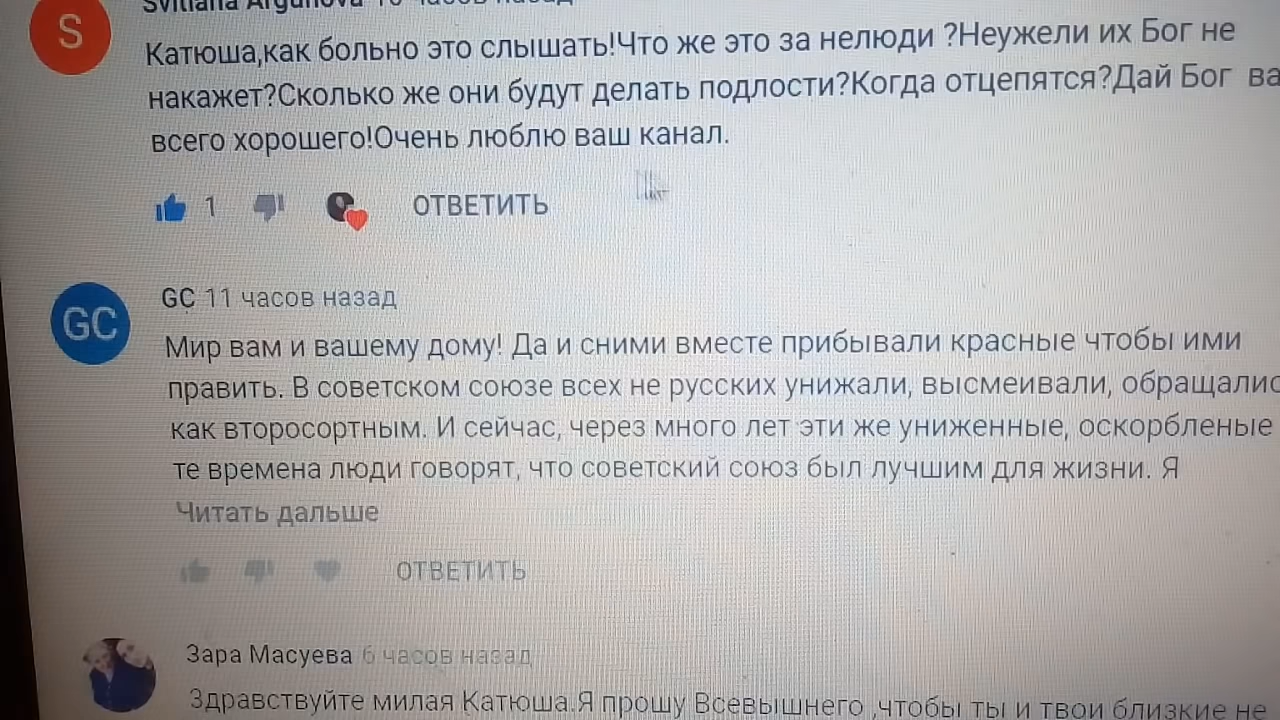 Svitlana Argunova 10 часов назад
Катюша,как больно это слышать!Что же это за нелюди ?Неужели их Бог не
накажет?Сколько же они будут делать подлости?Когда отцепятся?Дай Бог ва
всего хорошего!Очень люблю ваш канал.
1 ОТВЕТИТЬ
S
GC
GC 11 часов назад
Мир вам и вашему дому! Да и сними вместе прибывали красные чтобы ими
править. В советском союзе всех не русских унижали, высмеивали, обращалис
как второсортным. И сейчас, через много лет эти же униженные, оскорбленые
те времена люди говорят, что советский союз был лучшим для жизни. Я
Читать дальше
ОТВЕТИТЬ
Зара Масуева 6 часов назад
Здравствуйте милая Катюша.Я прошу Всевышнего ,чтобы ты и твои близкие не